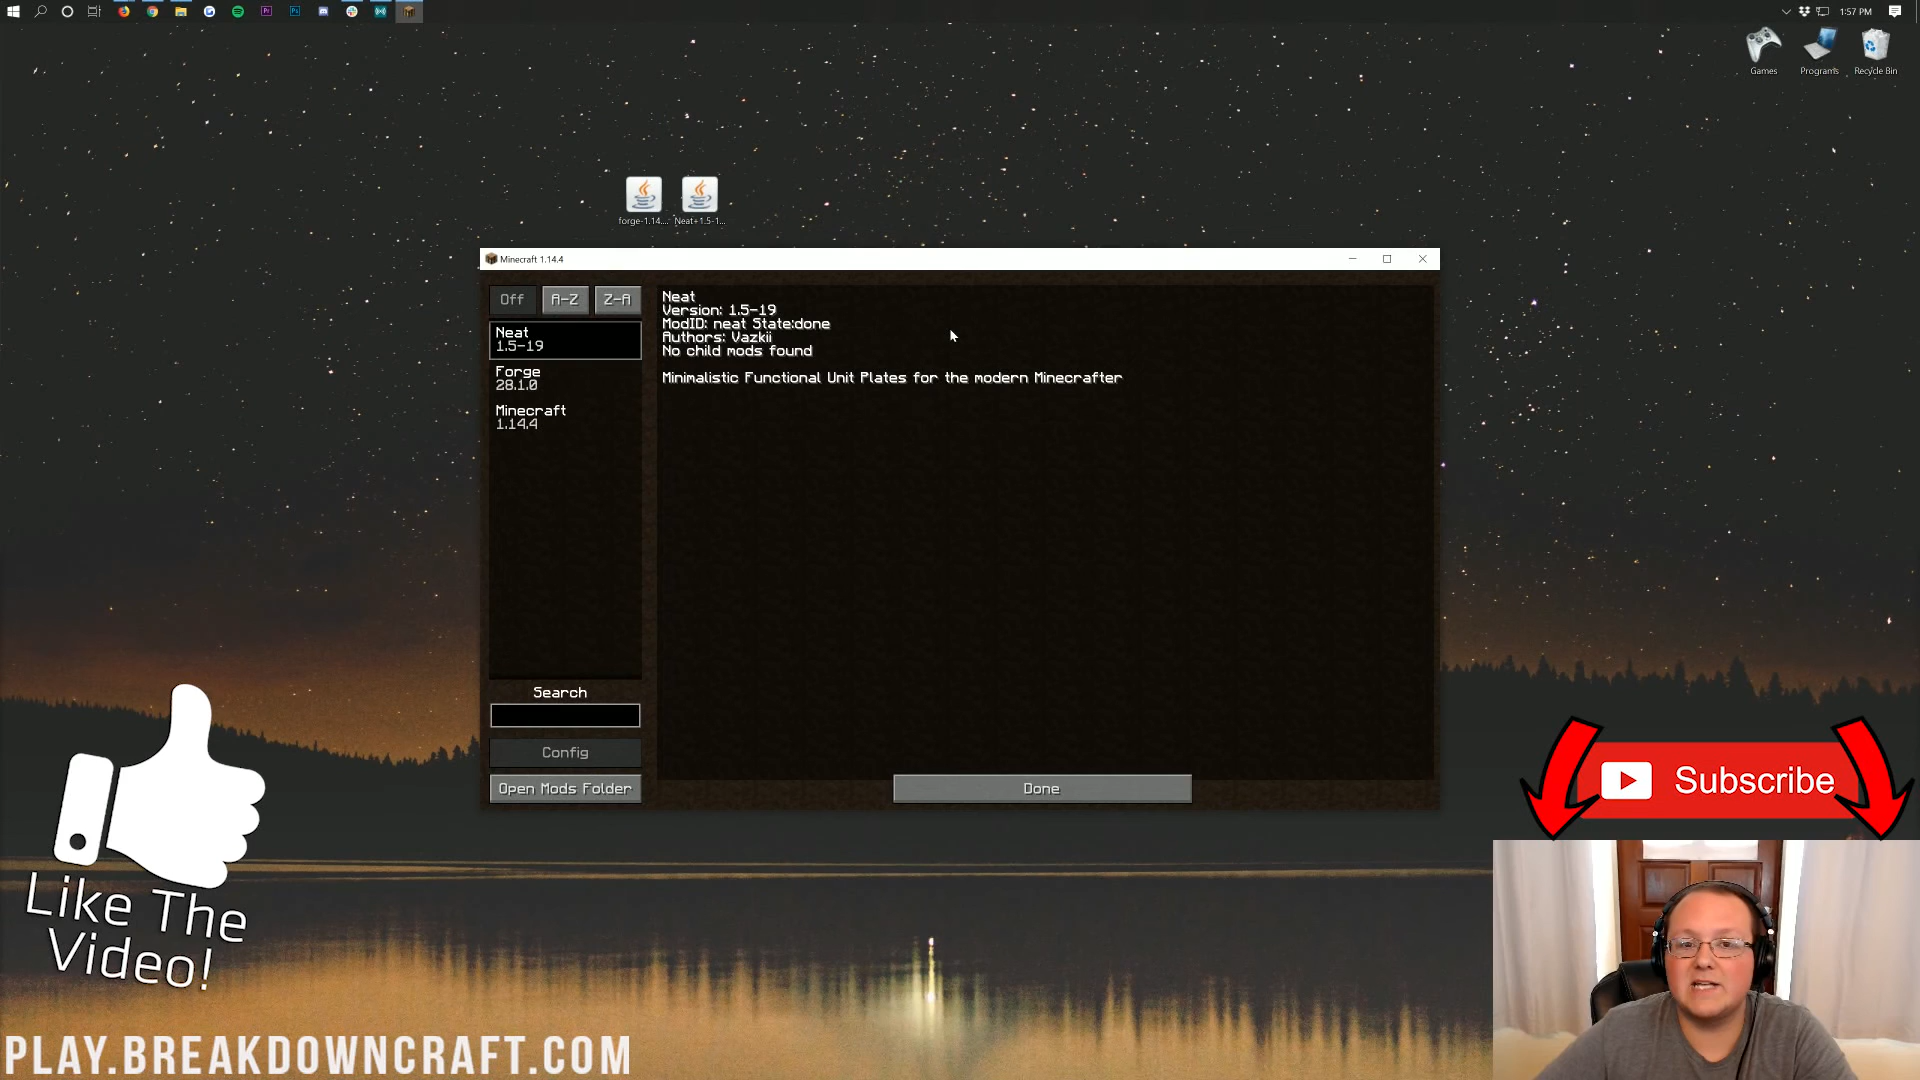 1:57 PM
Games
Programs
Recycle Bin
forge-1.14....
Neat+1.5-1...
Minecraft 1.14.4
Off
A-Z
Z-A
Neat
1.5-19
Forge
28.1.0
Minecraft
1.14.4
Search
Config
Open Mods Folder
Neat
Version: 1.5-19
ModID: neat State:done
Authors: Vazkii
No child mods found
Minimalistic Functional Unit Plates for the modern Minecrafter
Done
Like The
Video!
Subscribe
PLAY.BREAKDOWNCRAFT.COM